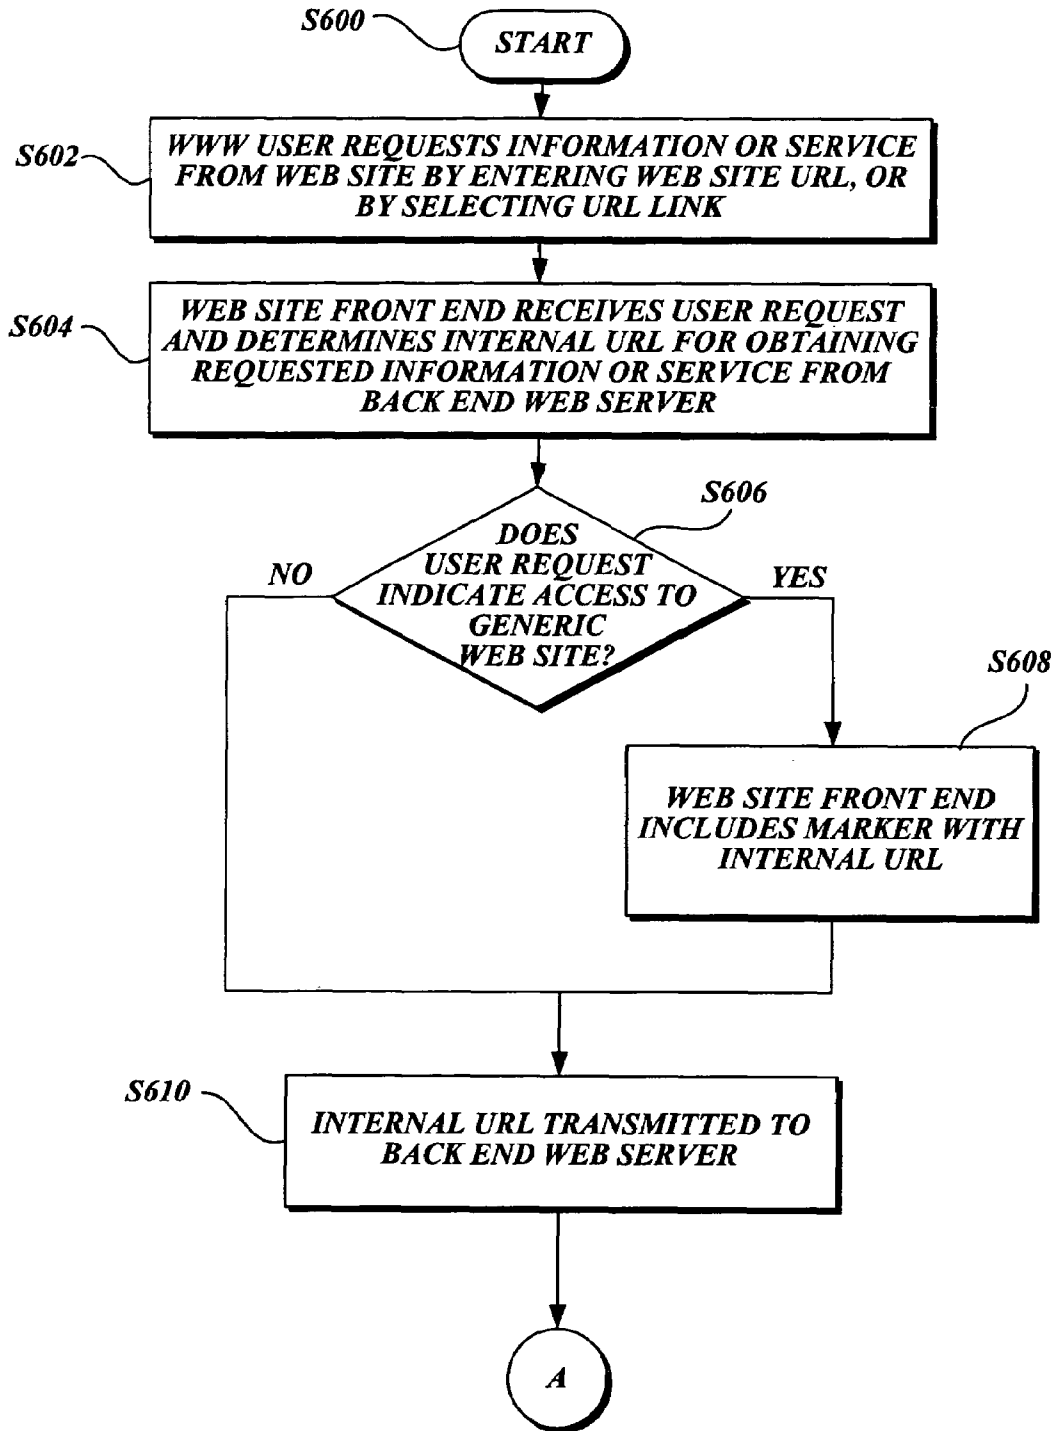 S600
START
S602
WWW USER REQUESTS INFORMATION OR SERVICE
FROM WEB SITE BY ENTERING WEB SITE URL, OR
BY SELECTING URL LINK
S604
WEB SITE FRONT END RECEIVES USER REQUEST
AND DETERMINES INTERNAL URL FOR OBTAINING
REQUESTED INFORMATION OR SERVICE FROM
BACK END WEB SERVER
S606
DOES
USER REQUEST
INDICATE ACCESS TO
GENERIC
WEB SITE?
NO
YES
S608
WEB SITE FRONT END
INCLUDES MARKER WITH
INTERNAL URL
S610
INTERNAL URL TRANSMITTED TO
BACK END WEB SERVER
A